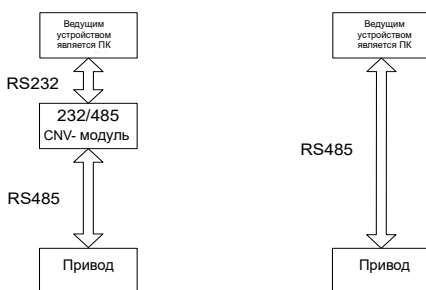 Ведущим
устройством
является ПК
RS232
232/485
CNV- модуль
RS485
Привод
Ведущим
устройством
является ПК
RS485
Привод